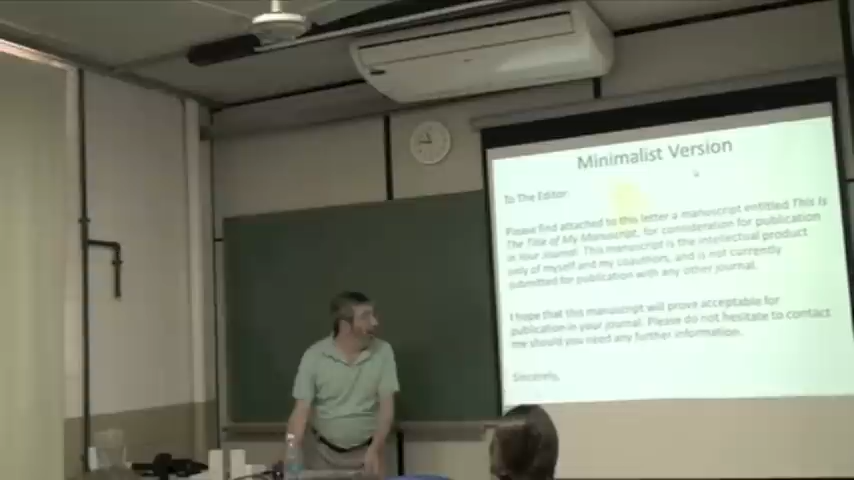 Minimalist Version
To The Editor
Please find attached to this letter a manuscript entitled This Is
The Title of My Manuscript, for consideration for publication
in Your Journal. This manuscript is the intellectual product
only of myself and my coauthors, and is not currently
submitted for publication with any other journal.
I hope that this manuscript will prove acceptable for
publication in your journal. Please do not hesitate to contact
me should you need any further information.
Sincerely,